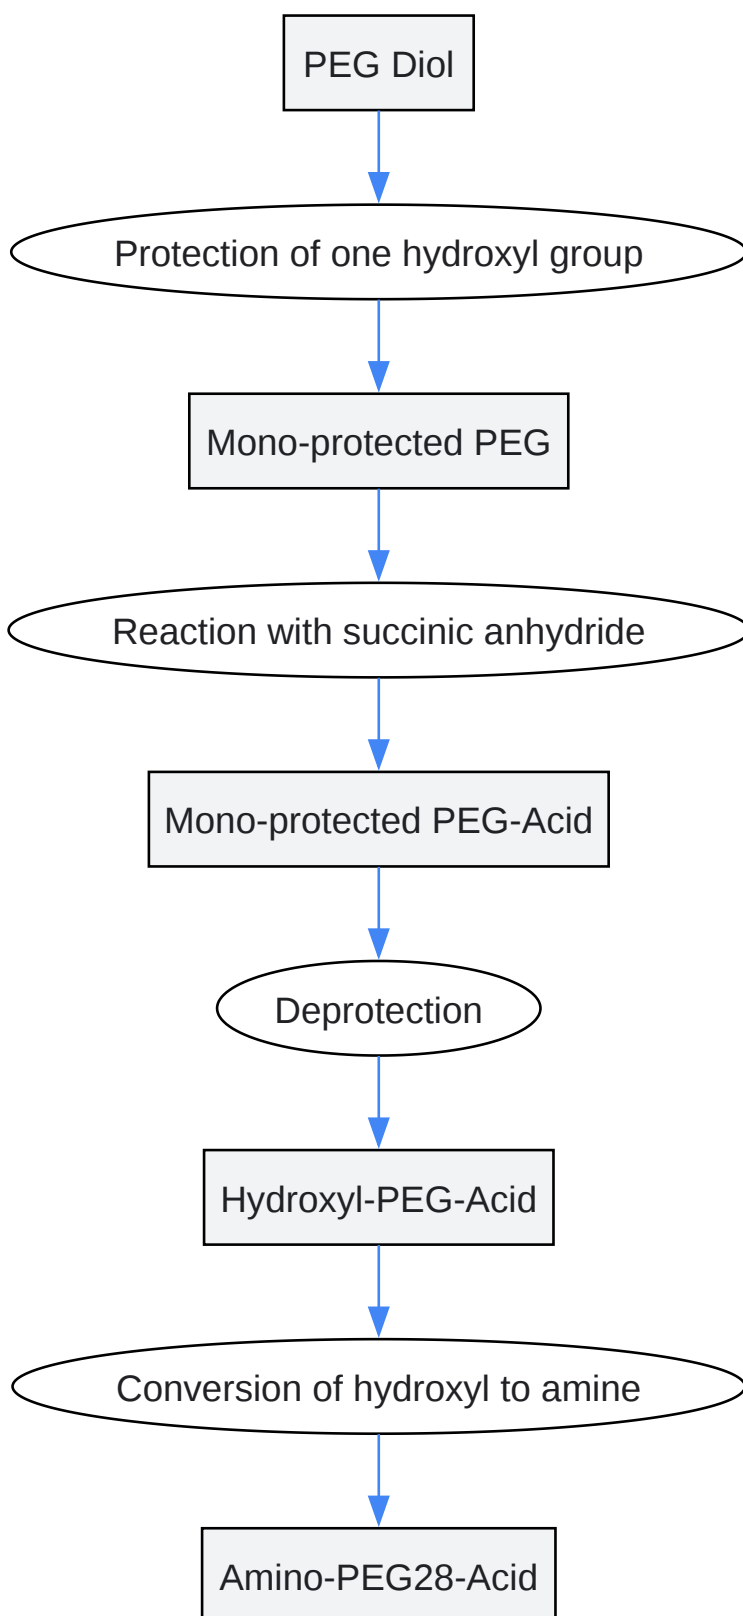 PEG Diol
Protection of one hydroxyl group
Mono-protected PEG
Reaction with succinic anhydride
Mono-protected PEG-Acid
Deprotection
Hydroxyl-PEG-Acid
Conversion of hydroxyl to amine
Amino-PEG28-Acid